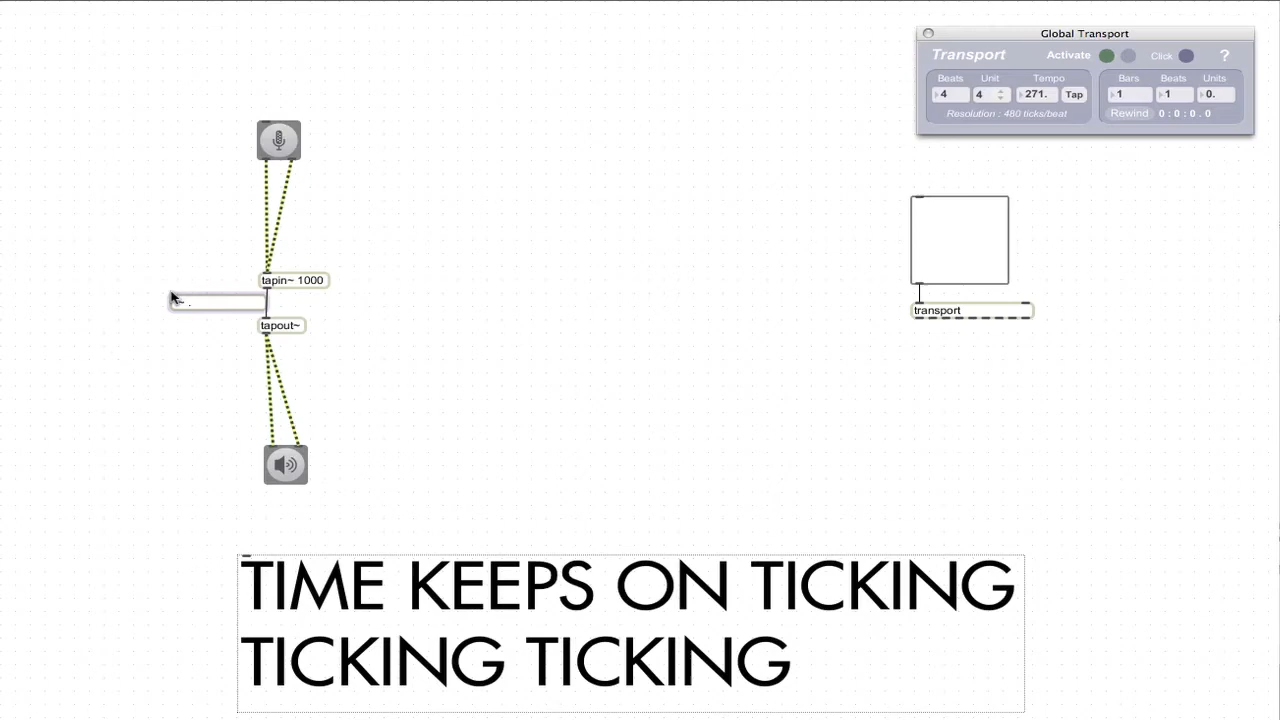 Global Transport
Transport Activate Click ?
Beats Unit Tempo Bars Beats Units
4 4 271. Tap 1 1 0.
Resolution : 480 ticks/beat Rewind 0 : 0 : 0 . 0
tapin~ 1000
~ .
tapout~
transport
TIME KEEPS ON TICKING
TICKING TICKING